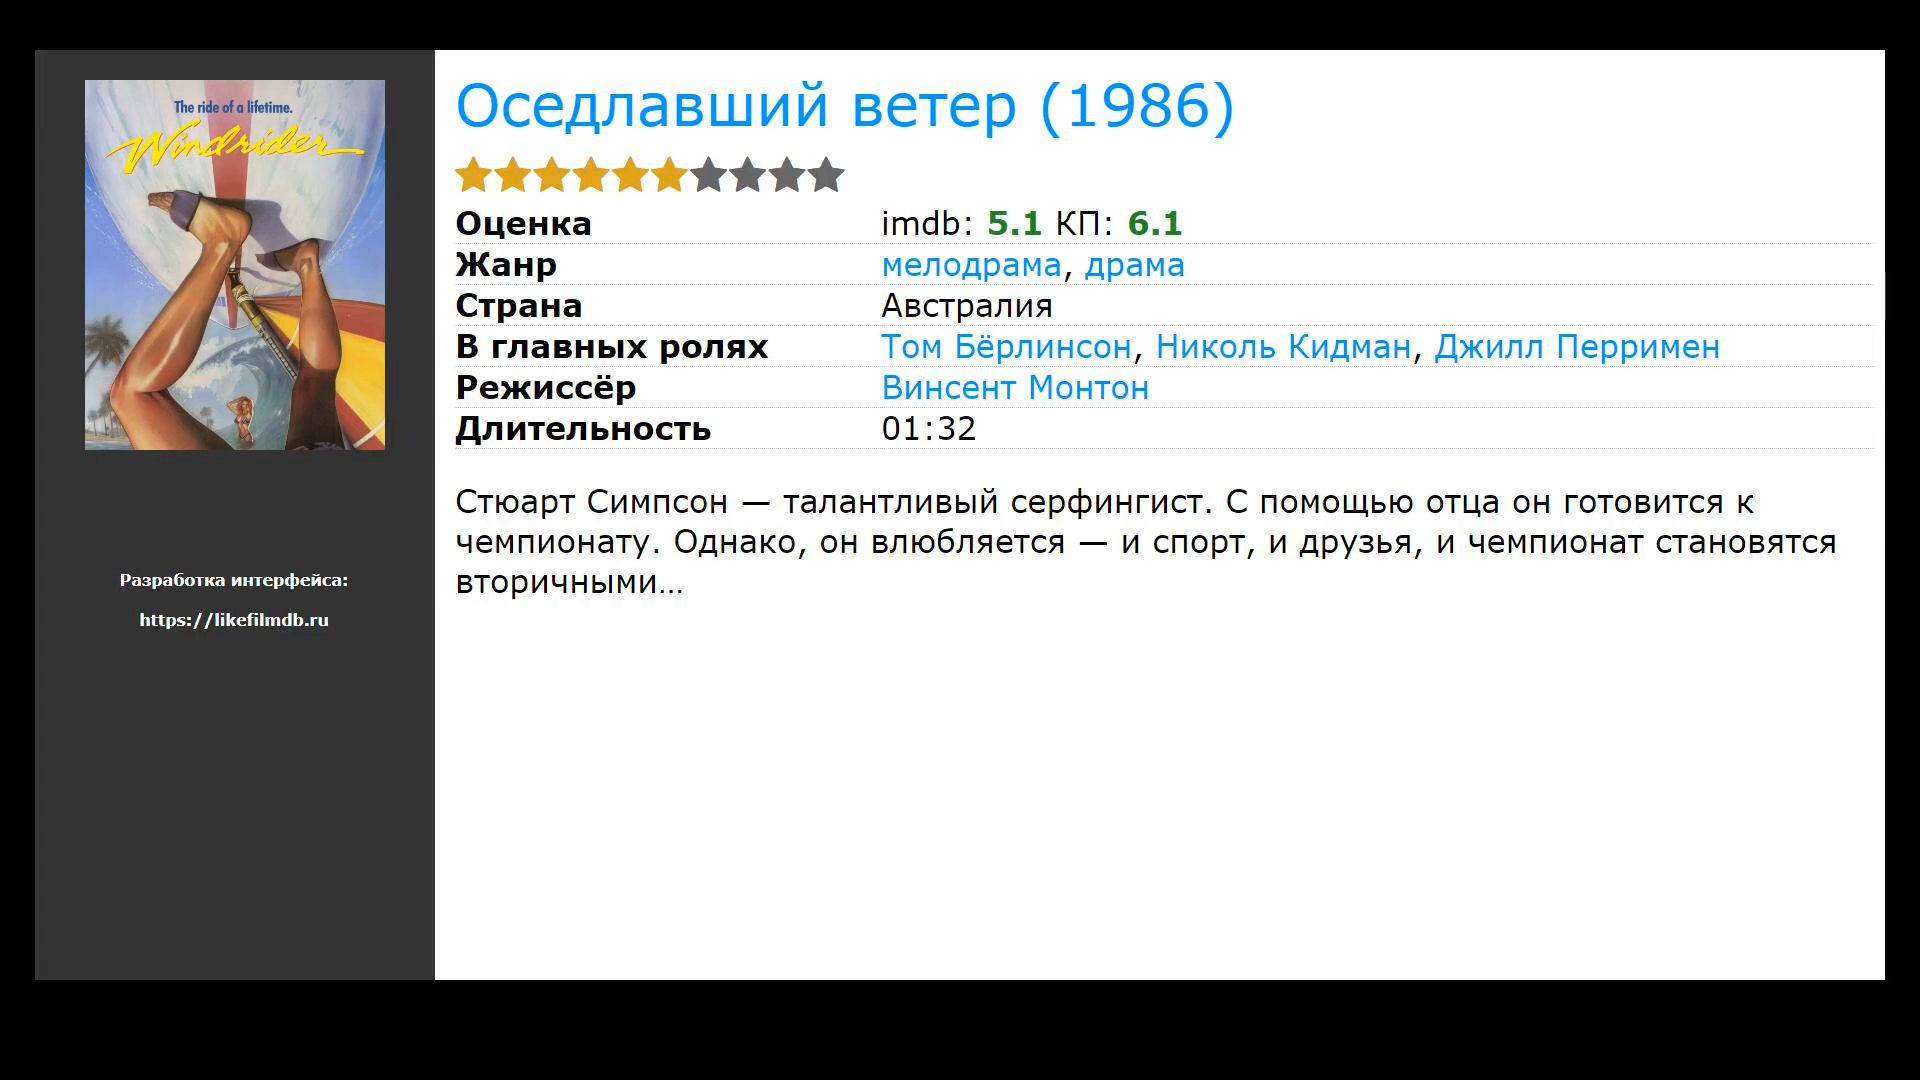 The ride of a lifetime.
Windrider
Разработка интерфейса:
https://likefilmdb.ru
Оседлавший ветер (1986)
Оценка imdb: 5.1 КП: 6.1
Жанр мелодрама, драма
Страна Австралия
В главных ролях Том Бёрлинсон, Николь Кидман, Джилл Перримен
Режиссёр Винсент Монтон
Длительность 01:32
Стюарт Симпсон — талантливый серфингист. С помощью отца он готовится к
чемпионату. Однако, он влюбляется — и спорт, и друзья, и чемпионат становятся
вторичными...